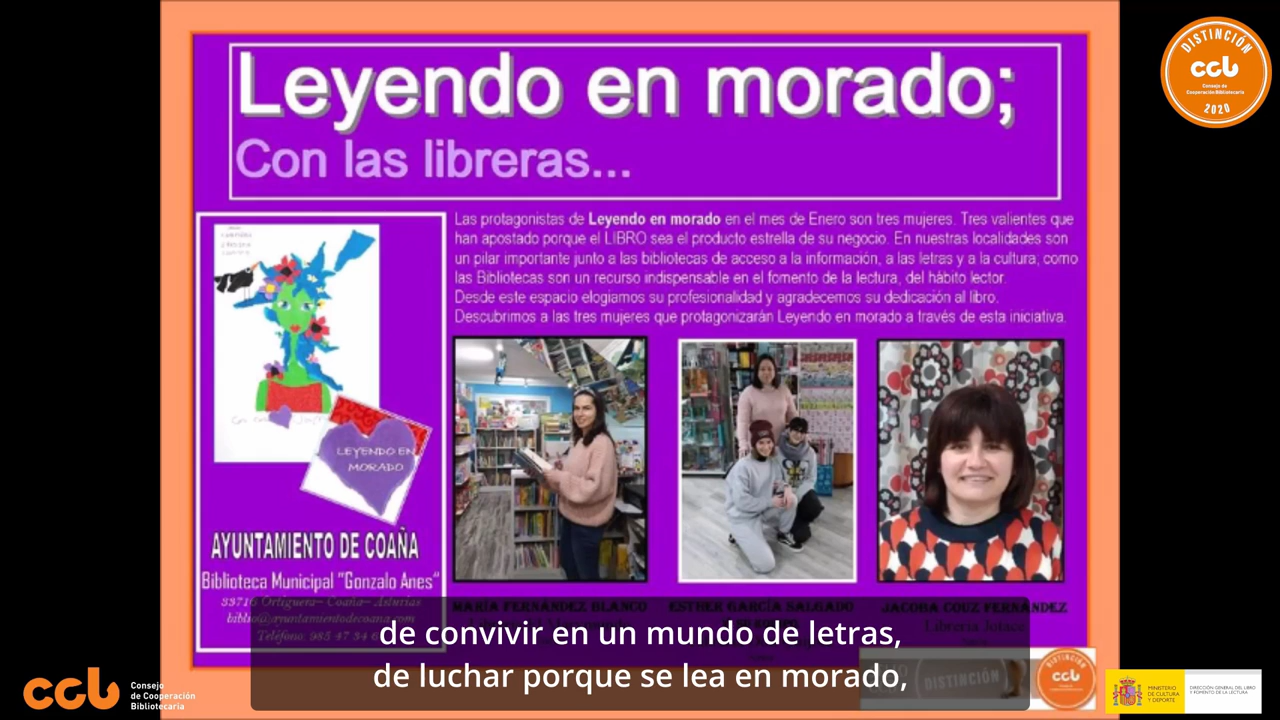 Leyendo en morado;
Con las libreras...
Las protagonistas de Leyendo en morado en el mes de Enero son tres mujeres. Tres valientes que
han apostado porque el LIBRO sea el producto estrella de su negocio. En nuestras localidades son
un pilar importante junto a las bibliotecas de acceso a la información, a las letras y a la cultura; como
las Bibliotecas son un recurso indispensable en el fomento de la lectura, del hábito lector.
Desde este espacio elogiamos su profesionalidad y agradecemos su dedicación al libro.
Descubrimos a las tres mujeres que protagonizarán Leyendo en morado a través de esta iniciativa.
LEYENDO EN
MORADO
AYUNTAMIENTO DE COAÑA
Biblioteca Municipal "Gonzalo Anes"
33716 Ortiguera- Coaña- Asturias
biblio@ayuntamientodecoana.com
Teléfono: 985 47 34 6
MARÍA FERNÁNDEZ BLANCO
ESTHER GARCÍA SALGADO
JACOBA COUZ FERNÁNDEZ
Librería Jotace
de convivir en un mundo de letras,
de luchar porque se lea en morado,
DISTINCIÓN
ccb
Consejo de
Cooperación Bibliotecaria
2020
DISTINCIÓN
ccb
Consejo
de Cooperación
Bibliotecaria
MINISTERIO
DE CULTURA
Y DEPORTE
DIRECCIÓN GENERAL DEL LIBRO
Y FOMENTO DE LA LECTURA